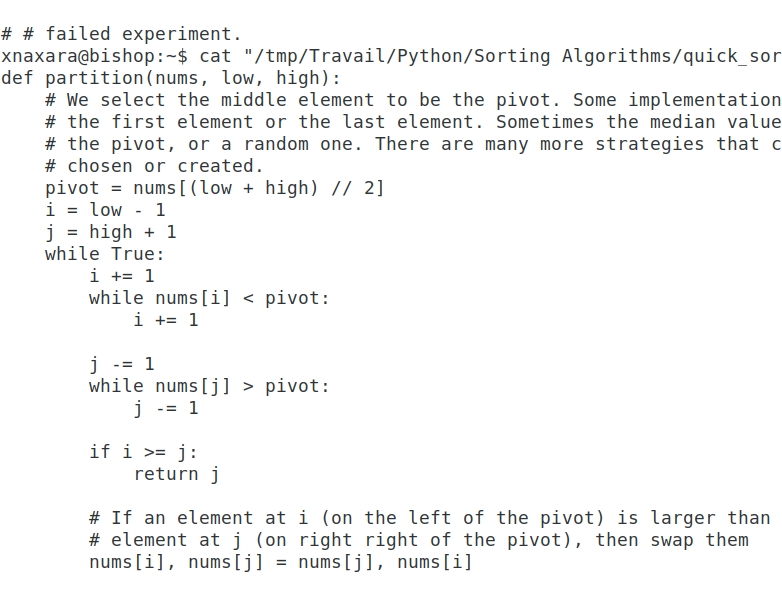 # # failed experiment.
xnaxara@bishop:~$ cat "/tmp/Travail/Python/Sorting Algorithms/quick_sor
def partition(nums, low, high):
    # We select the middle element to be the pivot. Some implementation
    # the first element or the last element. Sometimes the median value
    # the pivot, or a random one. There are many more strategies that c
    # chosen or created.
    pivot = nums[(low + high) // 2]
    i = low - 1
    j = high + 1
    while True:
        i += 1
        while nums[i] < pivot:
            i += 1

        j -= 1
        while nums[j] > pivot:
            j -= 1

        if i >= j:
            return j

        # If an element at i (on the left of the pivot) is larger than
        # element at j (on right right of the pivot), then swap them
        nums[i], nums[j] = nums[j], nums[i]